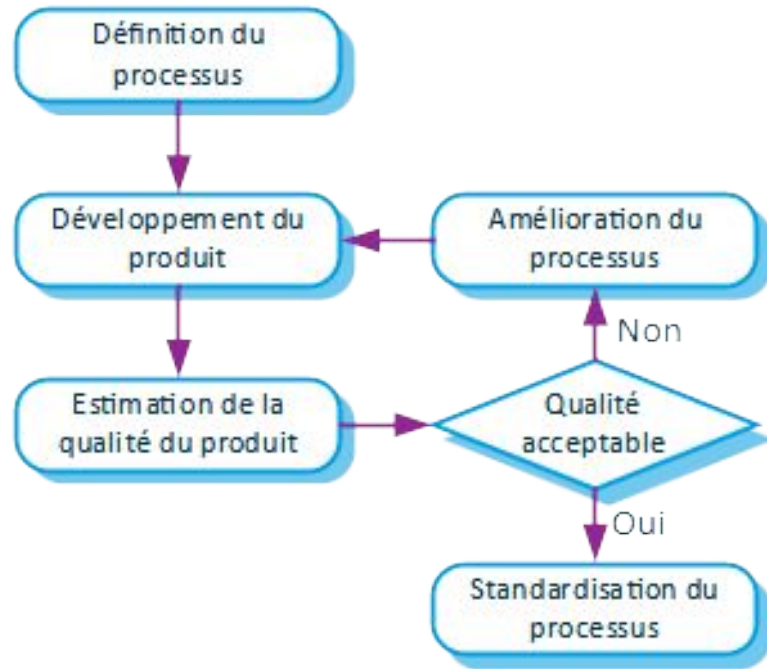 Définition du
processus
Développement du
produit
Amélioration du
processus
Non
Estimation de la
qualité du produit
Qualité
acceptable
Oui
Standardisation du
processus